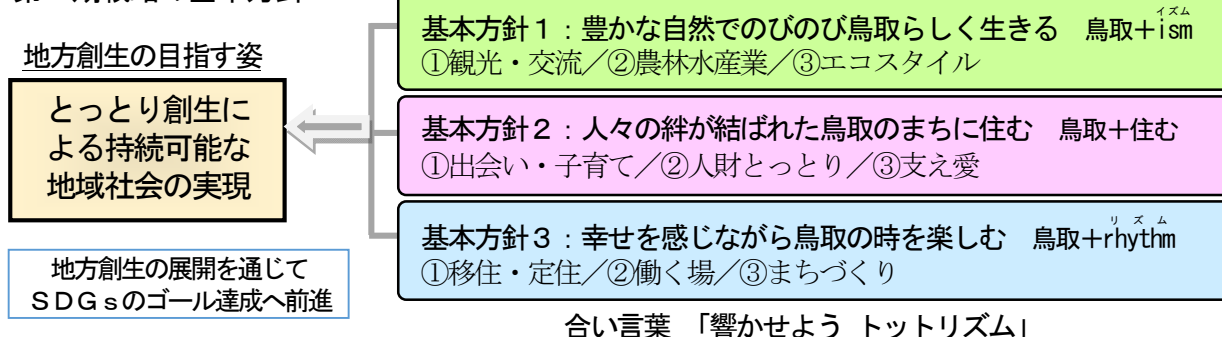 地方創生の目指す姿
とっとり創生に
よる持続可能な
地域社会の実現
地方創生の展開を通じて
ＳＤＧｓのゴール達成へ前進
基本方針１：豊かな自然でのびのび鳥取らしく生きる　鳥取＋ism
イズム
①観光・交流／②農林水産業／③エコスタイル
基本方針２：人々の絆が結ばれた鳥取のまちに住む　鳥取＋住む
①出会い・子育て／②人財とっとり／③支え愛
基本方針３：幸せを感じながら鳥取の時を楽しむ　鳥取＋rhythm
リズム
①移住・定住／②働く場／③まちづくり
合い言葉　「響かせよう トットリズム」